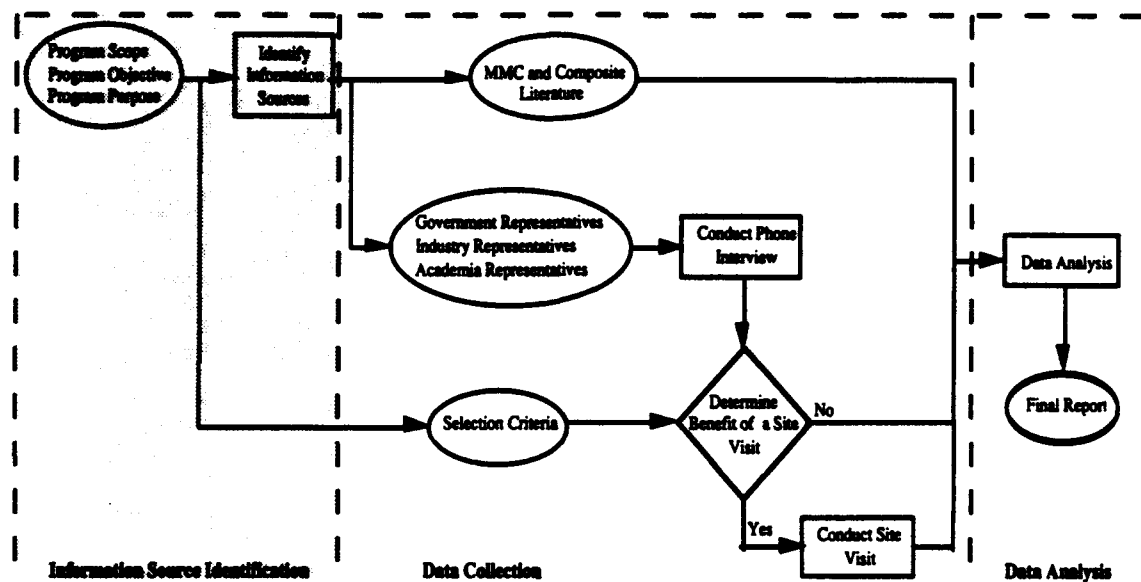 Program Scope
Program Objective
Program Purpose
Identify
Information
Sources
MMC and Composite
Literature
Government Representatives
Industry Representatives
Academia Representatives
Conduct Phone
Interview
Data Analysis
Selection Criteria
Determine
Benefit of a Site
Visit
No
Final Report
Yes
Conduct Site
Visit
Information Source Identification
Data Collection
Data Analysis